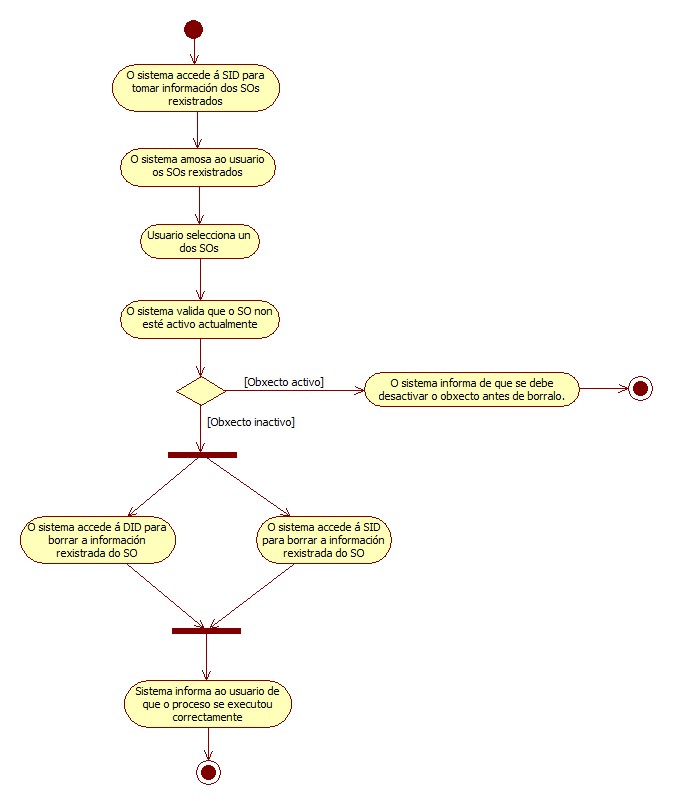 O sistema accede á SID para
tomar información dos SOs
rexistrados
O sistema amosa ao usuario
os SOs rexistrados
Usuario selecciona un
dos SOs
O sistema valida que o SO non
esté activo actualmente
[Obxecto activo]
O sistema informa de que se debe
desactivar o obxecto antes de borralo.
[Obxecto inactivo]
O sistema accede á DID para
borrar a información
rexistrada do SO
O sistema accede á SID
para borrar a información
rexistrada do SO
Sistema informa ao usuario de
que o proceso se executou
correctamente